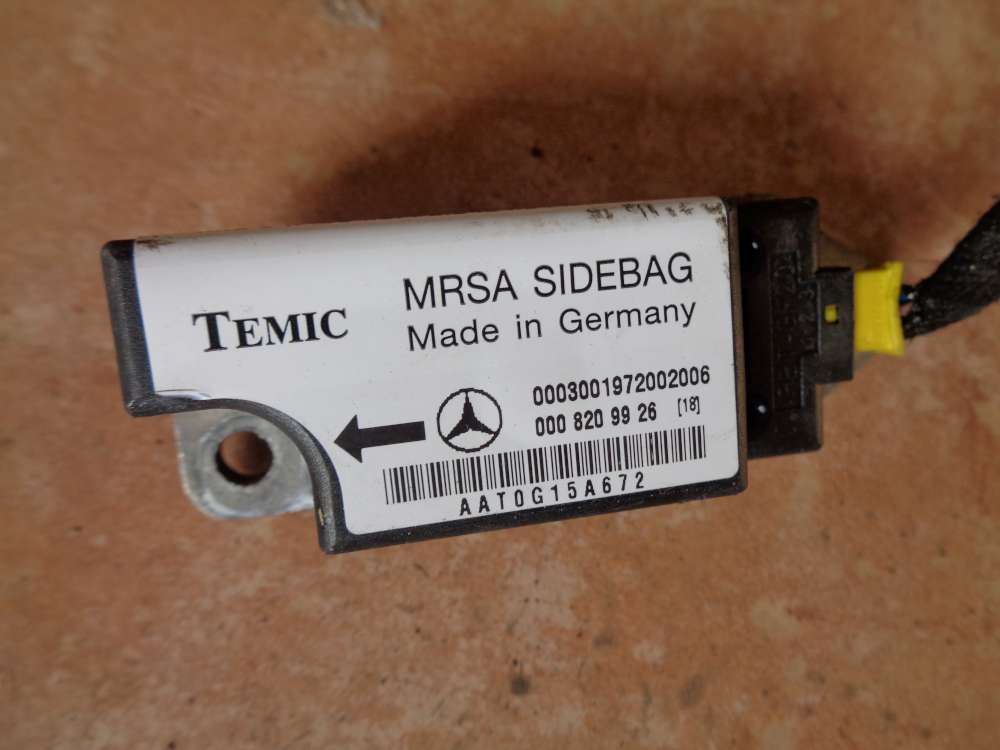 TEMIC
MRSA SIDEBAG
Made in Germany
0003001972002006
000 820 99 26 [18]
AAT0G15A672